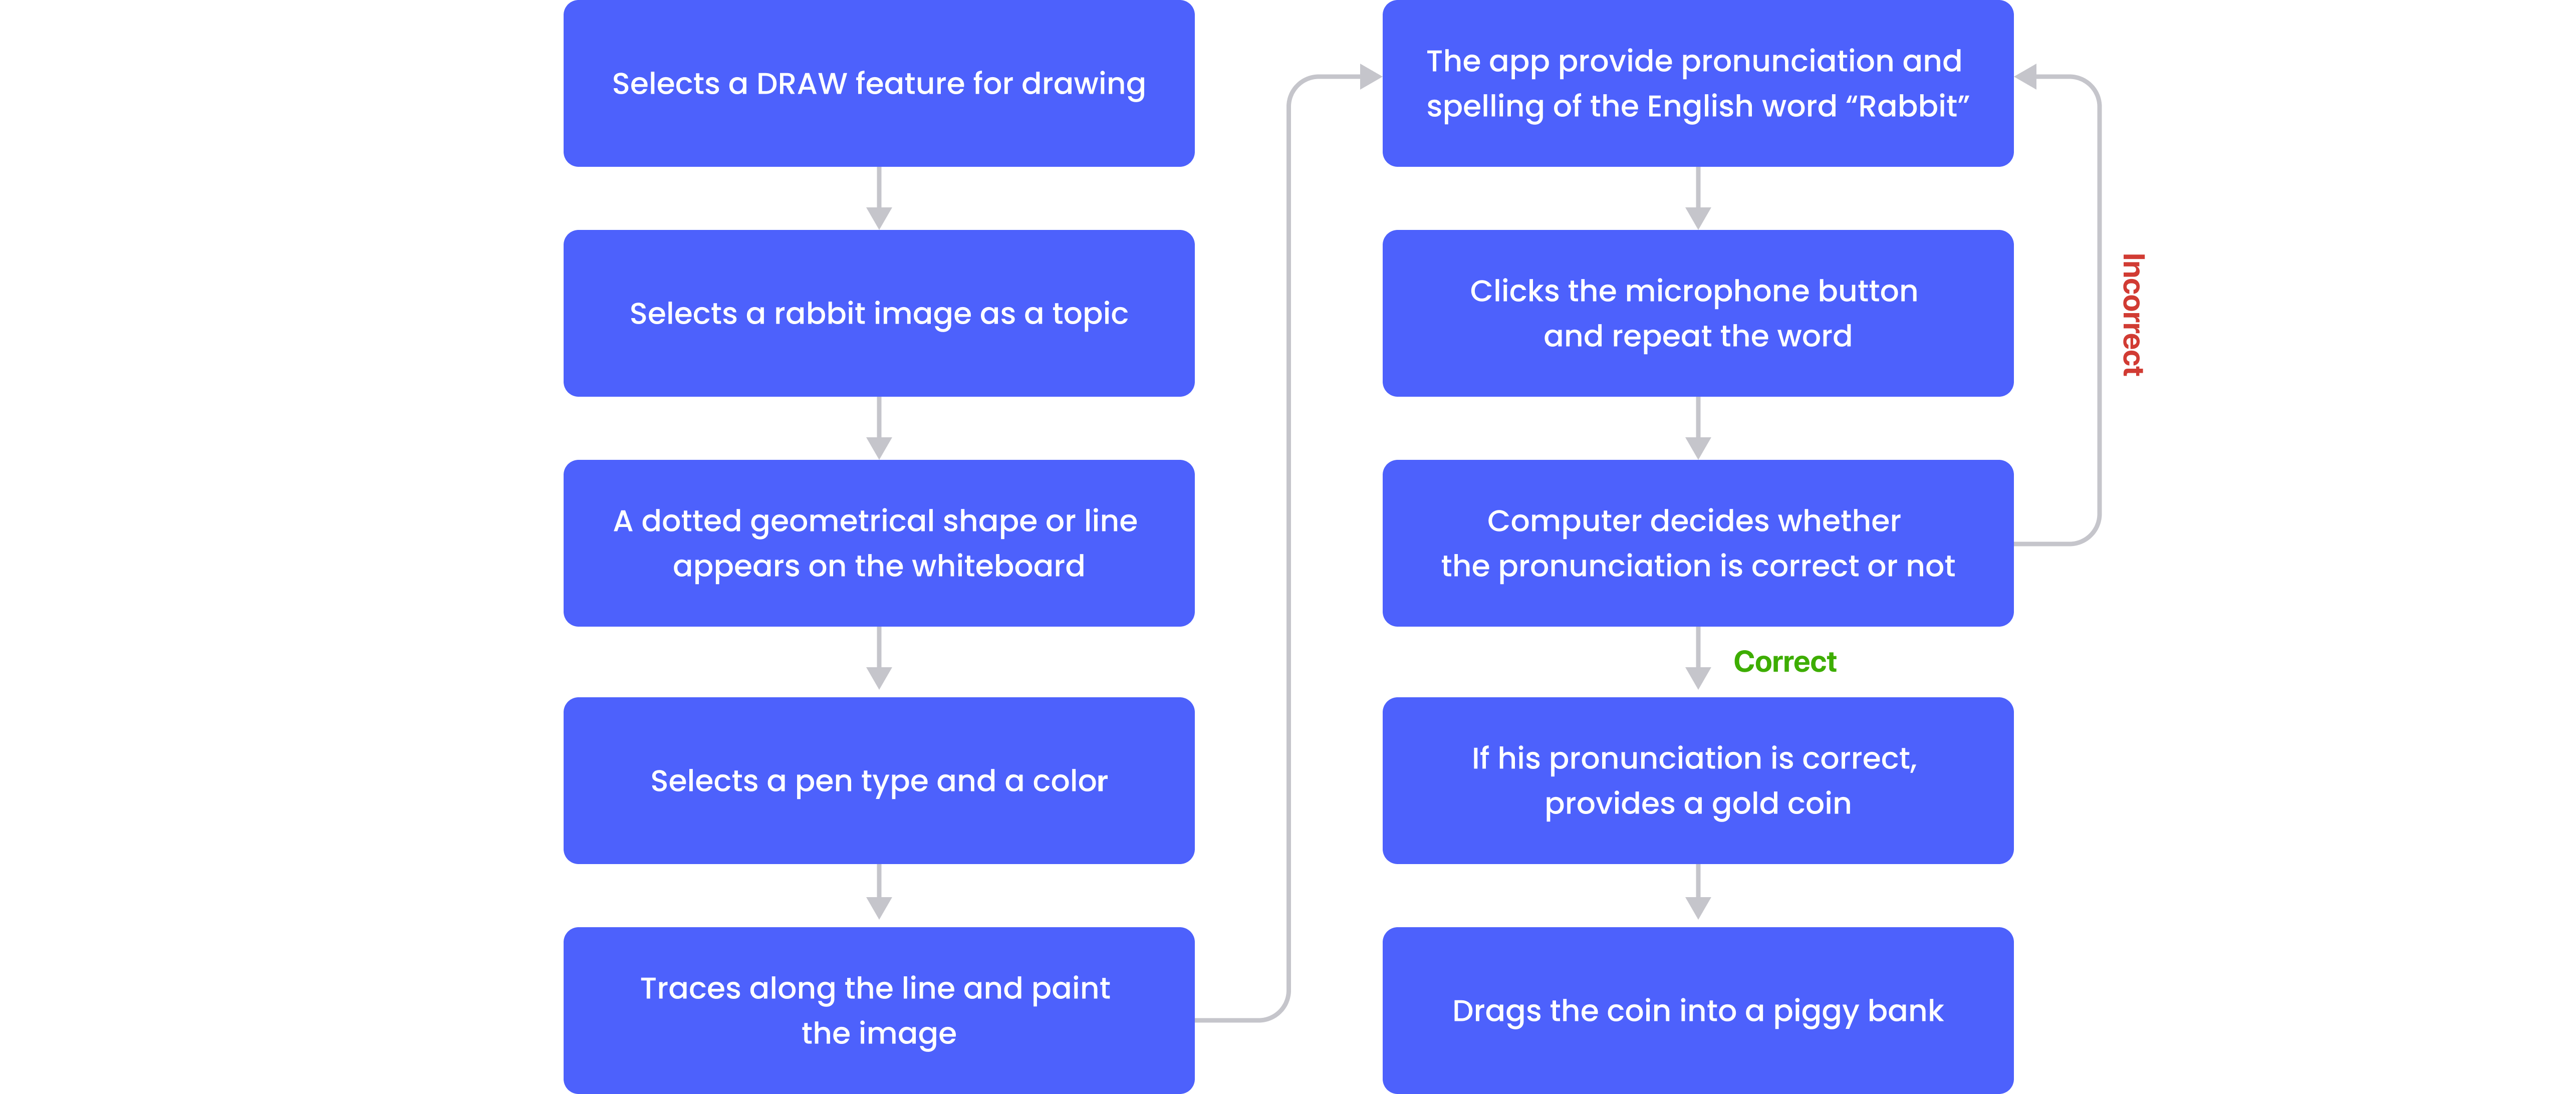 Selects a DRAW feature for drawing
Selects a rabbit image as a topic
A dotted geometrical shape or line
appears on the whiteboard
Selects a pen type and a color
Traces along the line and paint
the image
The app provide pronunciation and
spelling of the English word “Rabbit”
Clicks the microphone button
and repeat the word
Computer decides whether
the pronunciation is correct or not
Incorrect
Correct
If his pronunciation is correct,
provides a gold coin
Drags the coin into a piggy bank